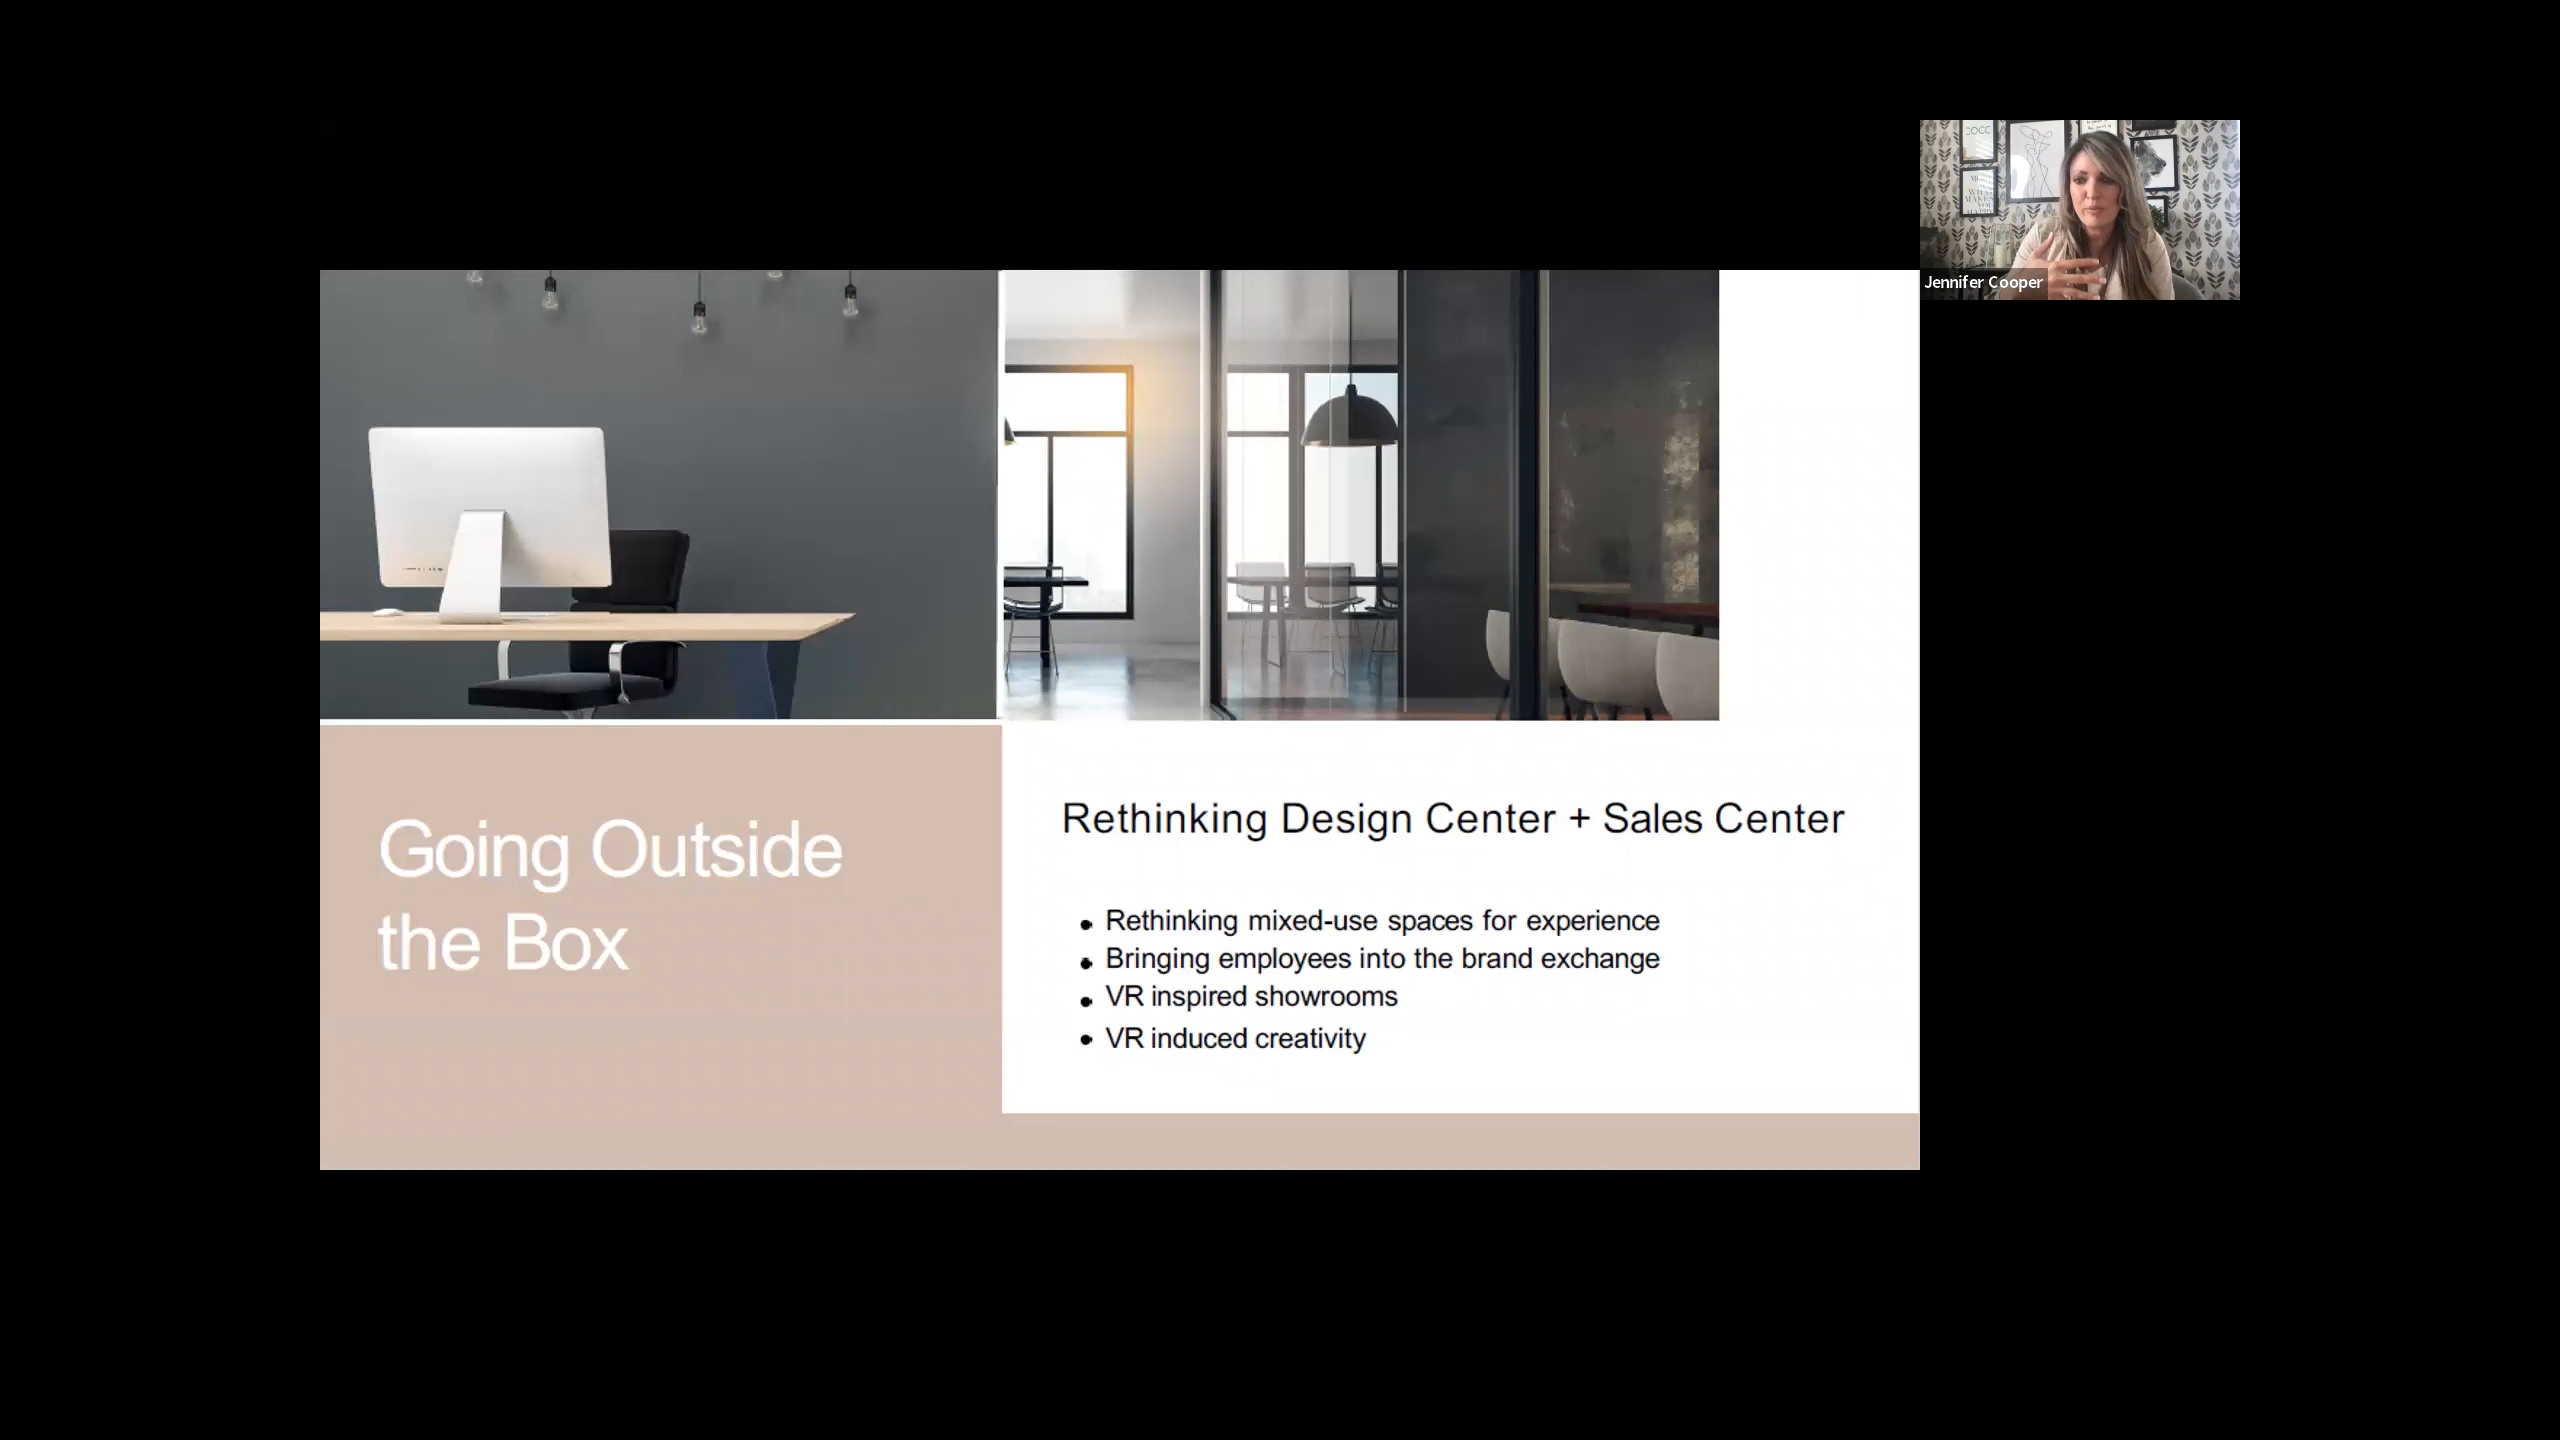 COCO
Jennifer Cooper
Going Outside
the Box
Rethinking Design Center + Sales Center
Rethinking mixed-use spaces for experience
Bringing employees into the brand exchange
VR inspired showrooms
VR induced creativity